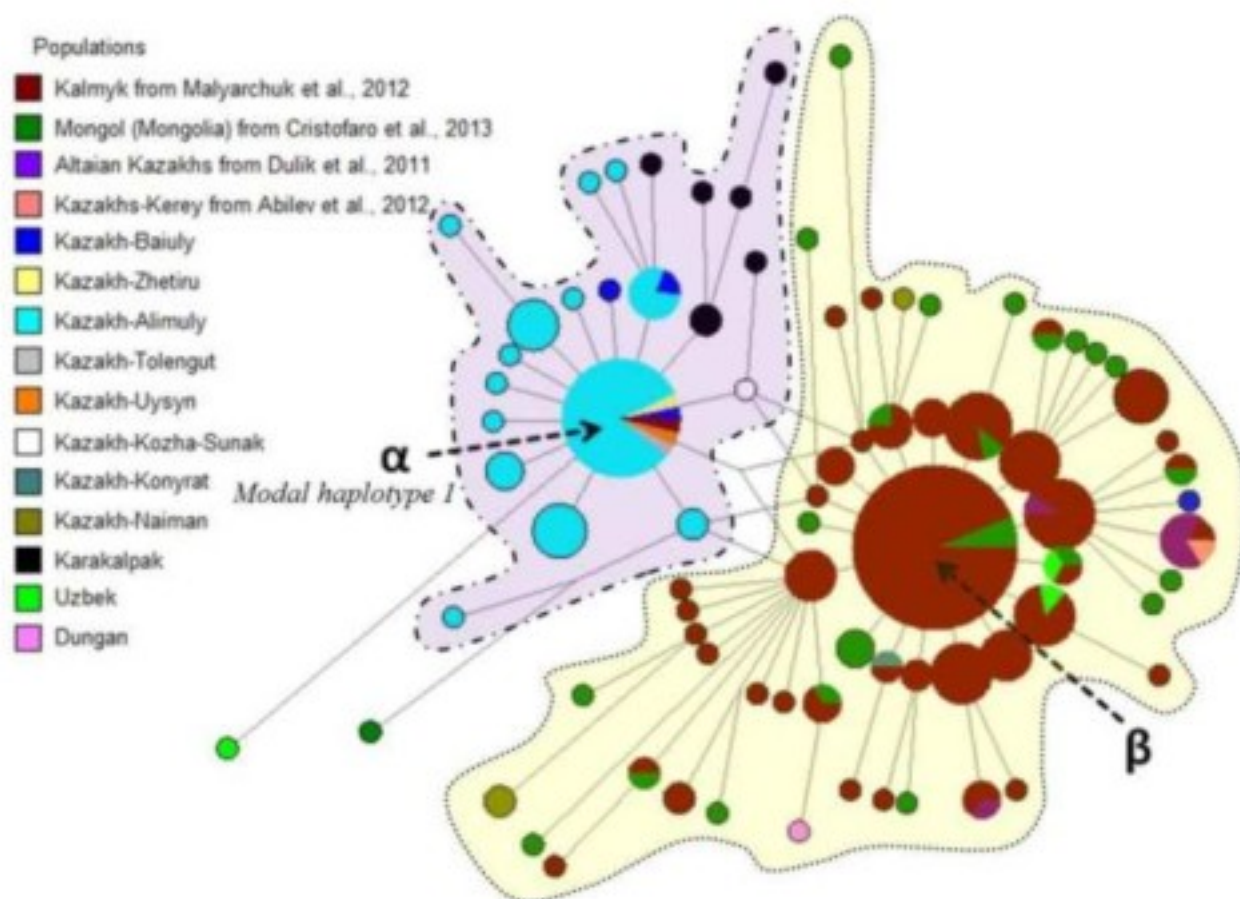 Populations
Kalmyk from Malyarchuk et al., 2012
Mongol (Mongolia) from Cristofaro et al., 2013
Altaian Kazakhs from Dulik et al., 2011
Kazakhs-Kerey from Abilev et al., 2012
Kazakh-Baiuly
Kazakh-Zhetiru
Kazakh-Alimuly
Kazakh-Tolengut
Kazakh-Uysyn
Kazakh-Kozha-Sunak
Kazakh-Konyrat
Kazakh-Naiman
Karakalpak
Uzbek
Dungan
α
Modal haplotype 1
β